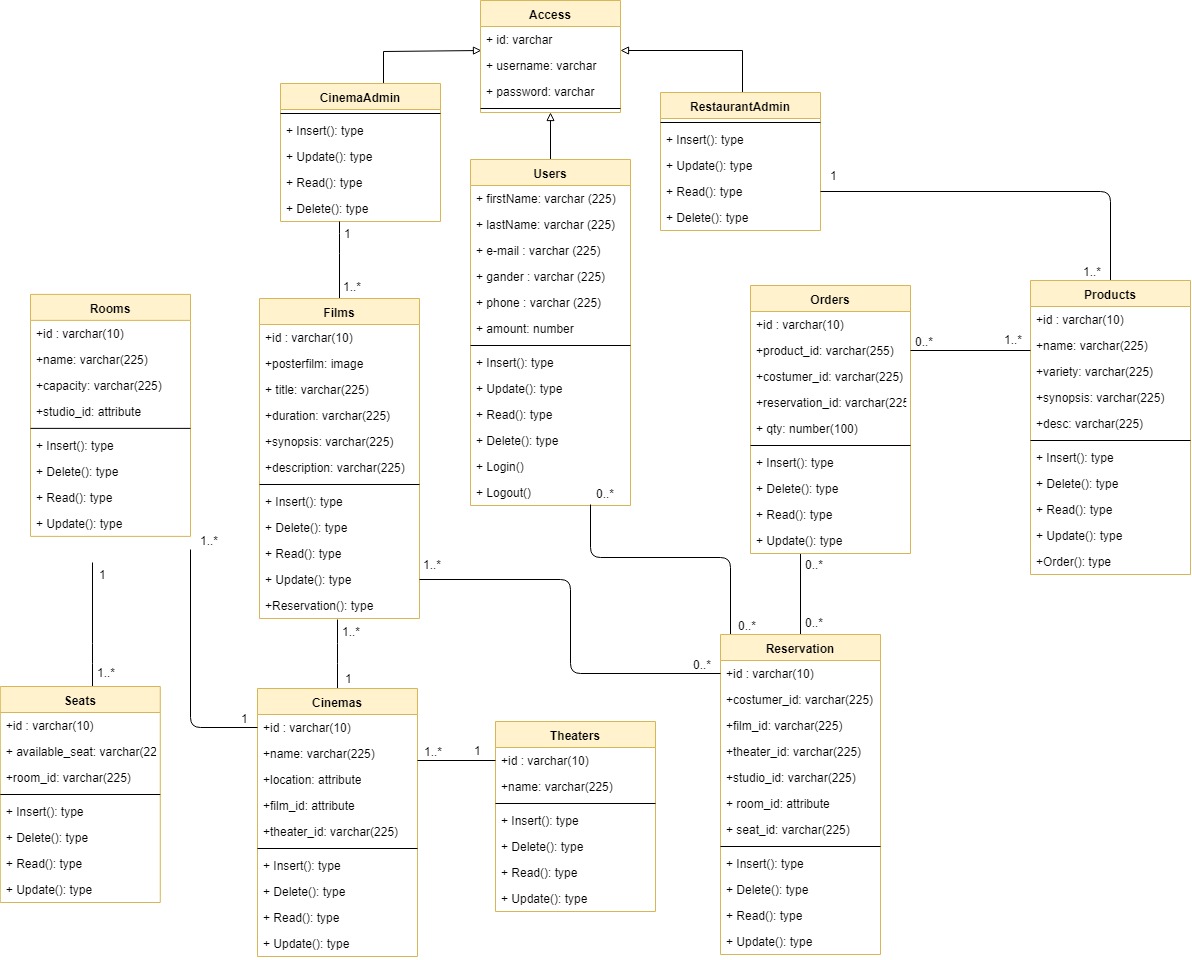 Access
+ id: varchar
+ username: varchar
+ password: varchar
CinemaAdmin
+ Insert(): type
+ Update(): type
+ Read(): type
+ Delete(): type
1
1..*
RestaurantAdmin
+ Insert(): type
+ Update(): type
+ Read(): type
+ Delete(): type
1
1..*
Users
+ firstName: varchar (225)
+ lastName: varchar (225)
+ e-mail : varchar (225)
+ gander : varchar (225)
+ phone : varchar (225)
+ amount: number
+ Insert(): type
+ Update(): type
+ Read(): type
+ Delete(): type
+ Login()
+ Logout()
0..*
Rooms
+id : varchar(10)
+name: varchar(225)
+capacity: varchar(225)
+studio_id: attribute
+ Insert(): type
+ Delete(): type
+ Read(): type
+ Update(): type
1..*
1
1..*
Films
+id : varchar(10)
+posterfilm: image
+ title: varchar(225)
+duration: varchar(225)
+synopsis: varchar(225)
+description: varchar(225)
+ Insert(): type
+ Delete(): type
+ Read(): type
+ Update(): type
+Reservation(): type
1..*
1..*
1
Orders
+id : varchar(10)
+product_id: varchar(255)
+costumer_id: varchar(225)
+reservation_id: varchar(225
+ qty: number(100)
+ Insert(): type
+ Delete(): type
+ Read(): type
+ Update(): type
0..*
1..*
0..*
0..*
Products
+id : varchar(10)
+name: varchar(225)
+variety: varchar(225)
+synopsis: varchar(225)
+desc: varchar(225)
+ Insert(): type
+ Delete(): type
+ Read(): type
+ Update(): type
+Order(): type
Seats
+id : varchar(10)
+ available_seat: varchar(22
+room_id: varchar(225)
+ Insert(): type
+ Delete(): type
+ Read(): type
+ Update(): type
1
Cinemas
+id : varchar(10)
+name: varchar(225)
+location: attribute
+film_id: attribute
+theater_id: varchar(225)
+ Insert(): type
+ Delete(): type
+ Read(): type
+ Update(): type
1..*
1
Theaters
+id : varchar(10)
+name: varchar(225)
+ Insert(): type
+ Delete(): type
+ Read(): type
+ Update(): type
0..*
0..*
Reservation
+id : varchar(10)
+costumer_id: varchar(225)
+film_id: varchar(225)
+theater_id: varchar(225)
+studio_id: varchar(225)
+ room_id: attribute
+ seat_id: varchar(225)
+ Insert(): type
+ Delete(): type
+ Read(): type
+ Update(): type